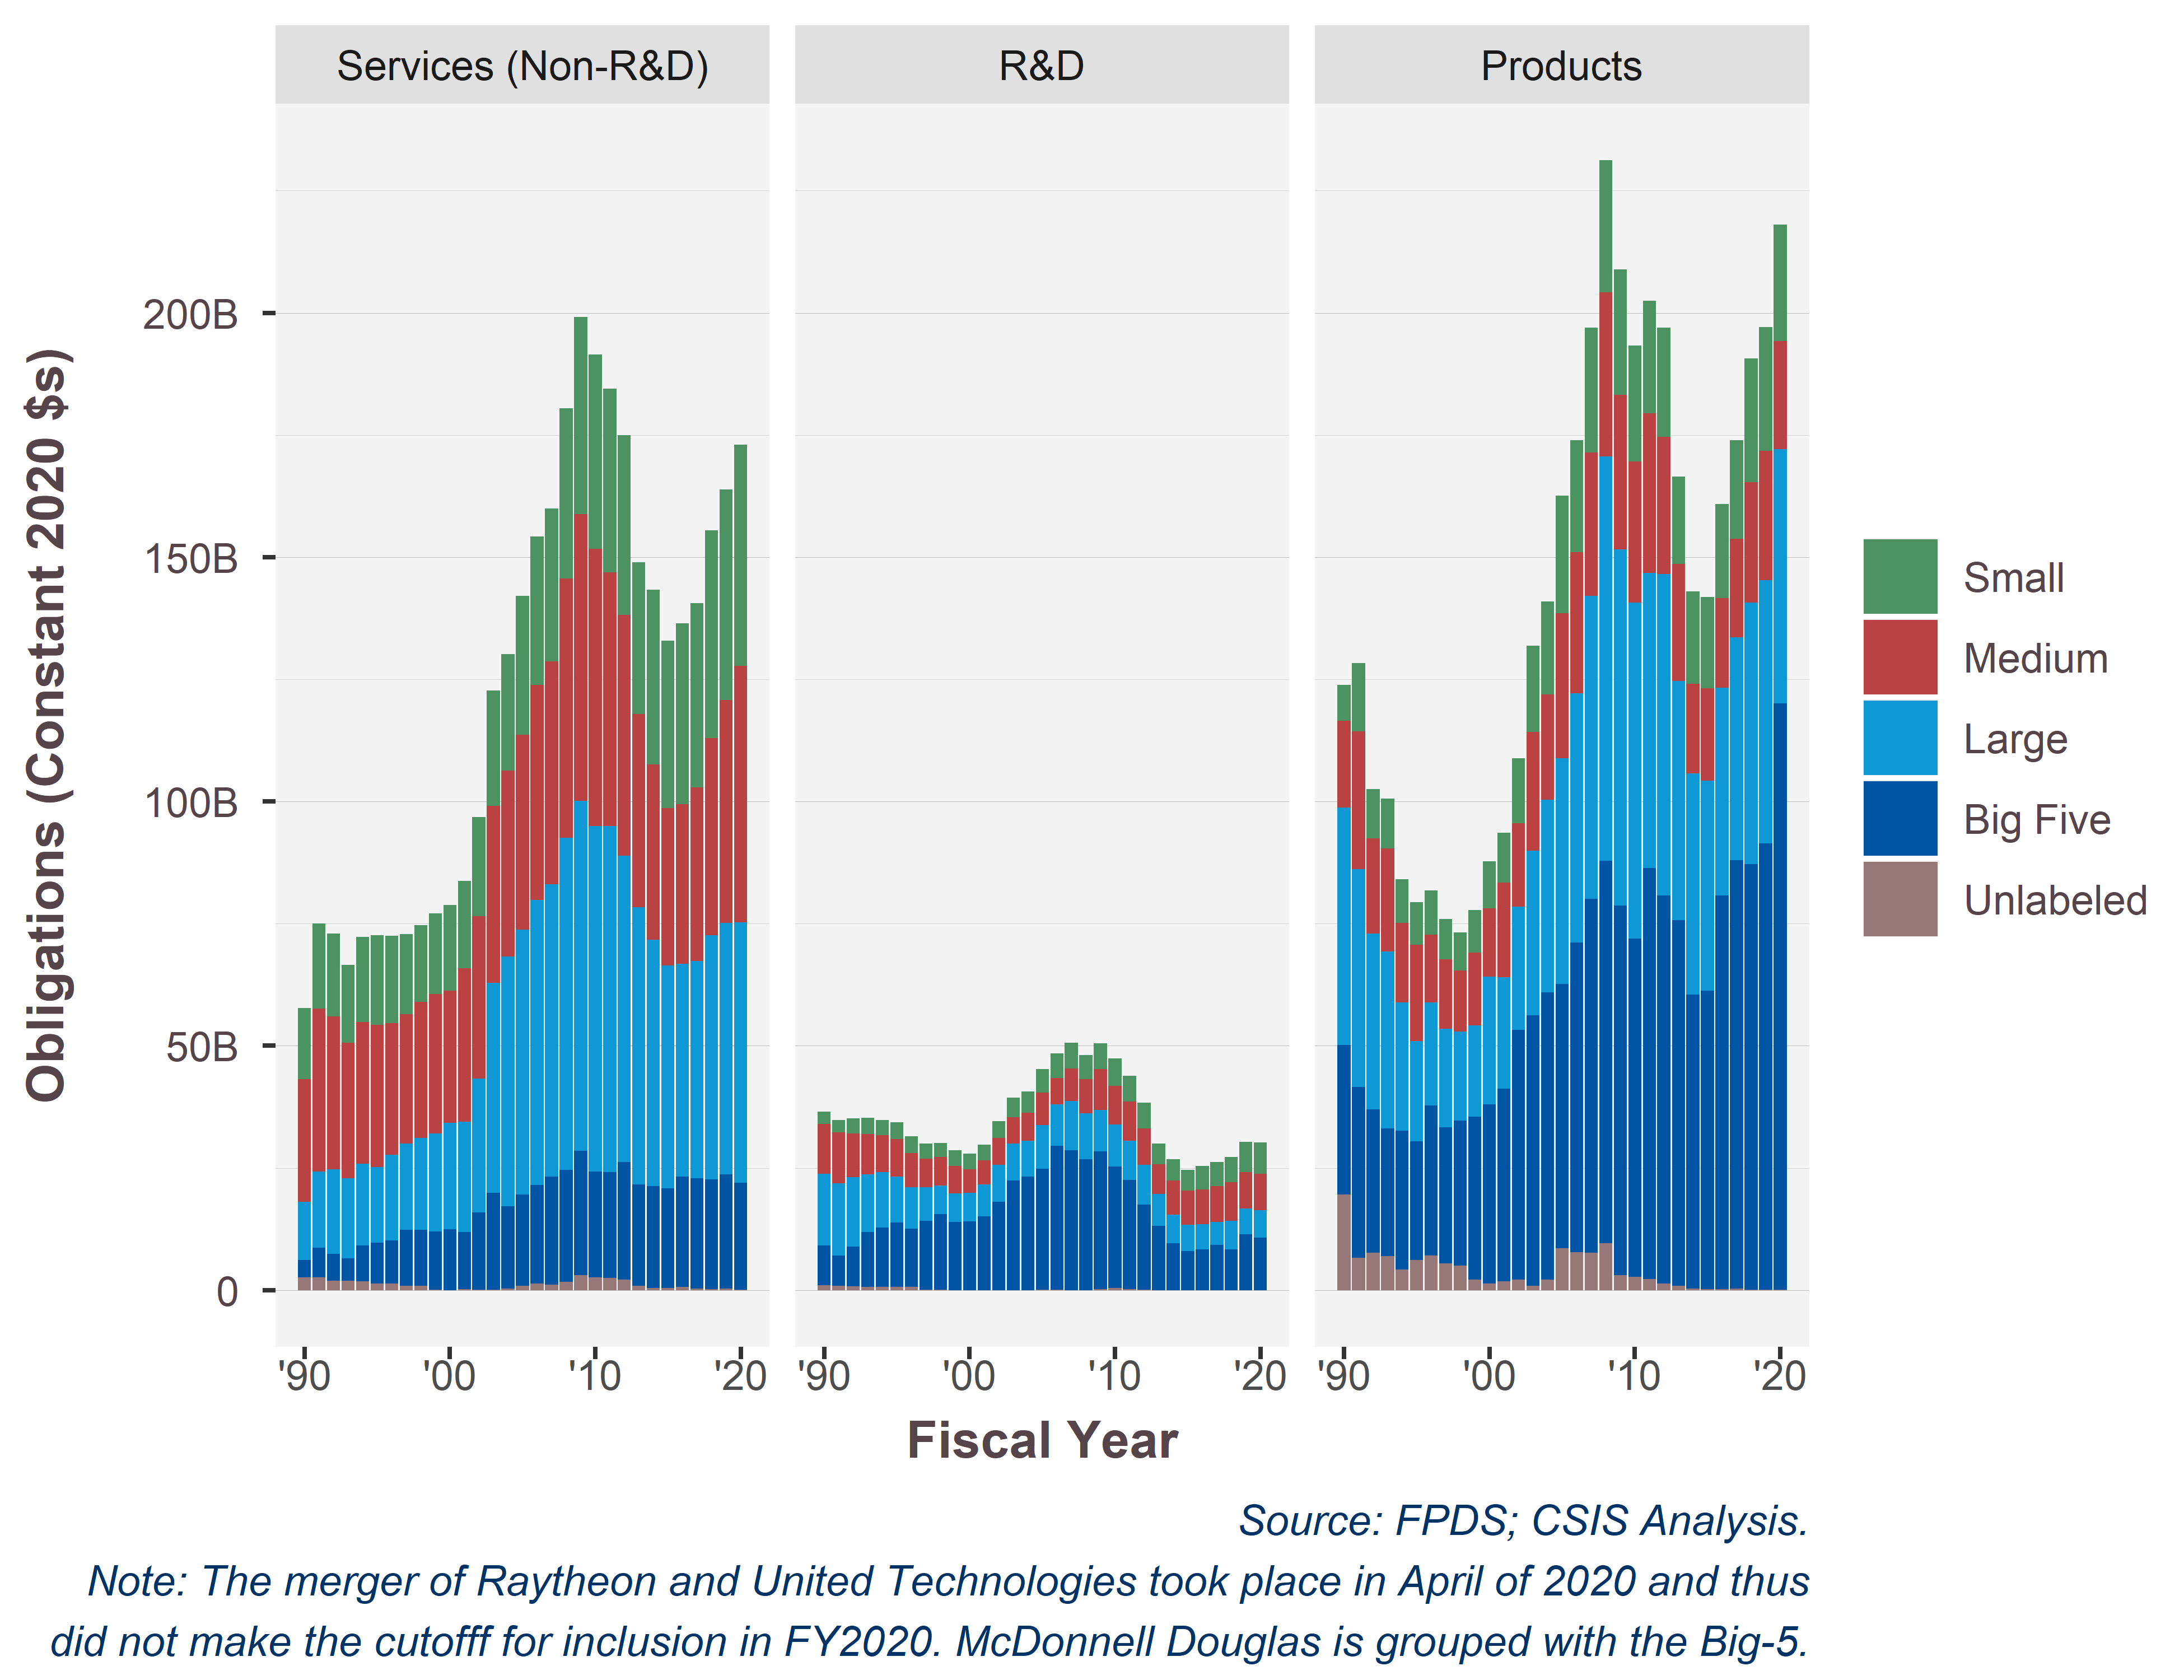 Services (Non-R&D)
R&D
Products
Obligations (Constant 2020 $s)
200B
150B
100B
50B
0
'90
'00
'10
'20
'90
'00
'10
'20
'90
'00
'10
'20
Fiscal Year
Small
Medium
Large
Big Five
Unlabeled
Source: FPDS; CSIS Analysis.
Note: The merger of Raytheon and United Technologies took place in April of 2020 and thus
did not make the cutofff for inclusion in FY2020. McDonnell Douglas is grouped with the Big-5.